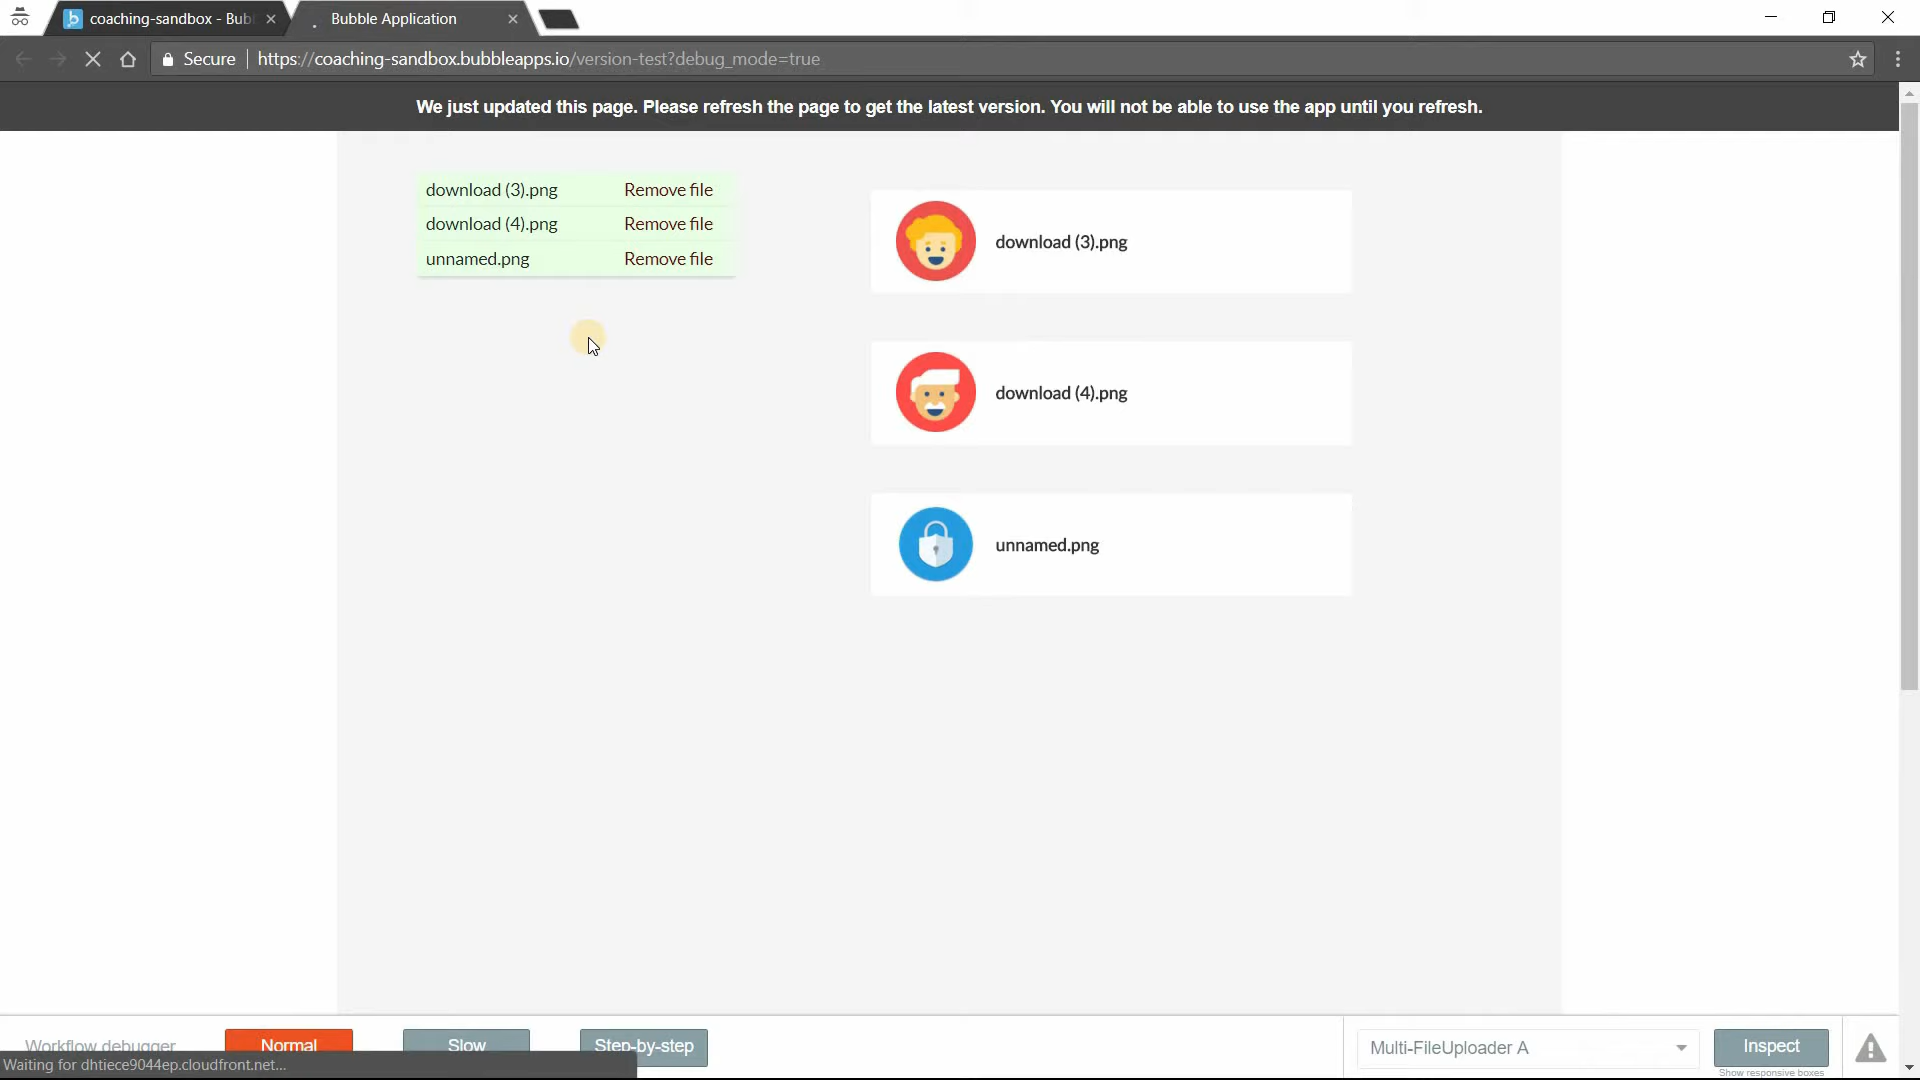 coaching-sandbox - Bubl
Bubble Application
Secure
https://coaching-sandbox.bubbleapps.io/version-test?debug_mode=true
We just updated this page. Please refresh the page to get the latest version. You will not be able to use the app until you refresh.
download (3).png Remove file
download (4).png Remove file
unnamed.png Remove file
download (3).png
download (4).png
unnamed.png
Workflow debugger Normal Slow Step-by-step Multi-FileUploader A Inspect
Show responsive boxes
Waiting for dhtiece9044ep.cloudfront.net...